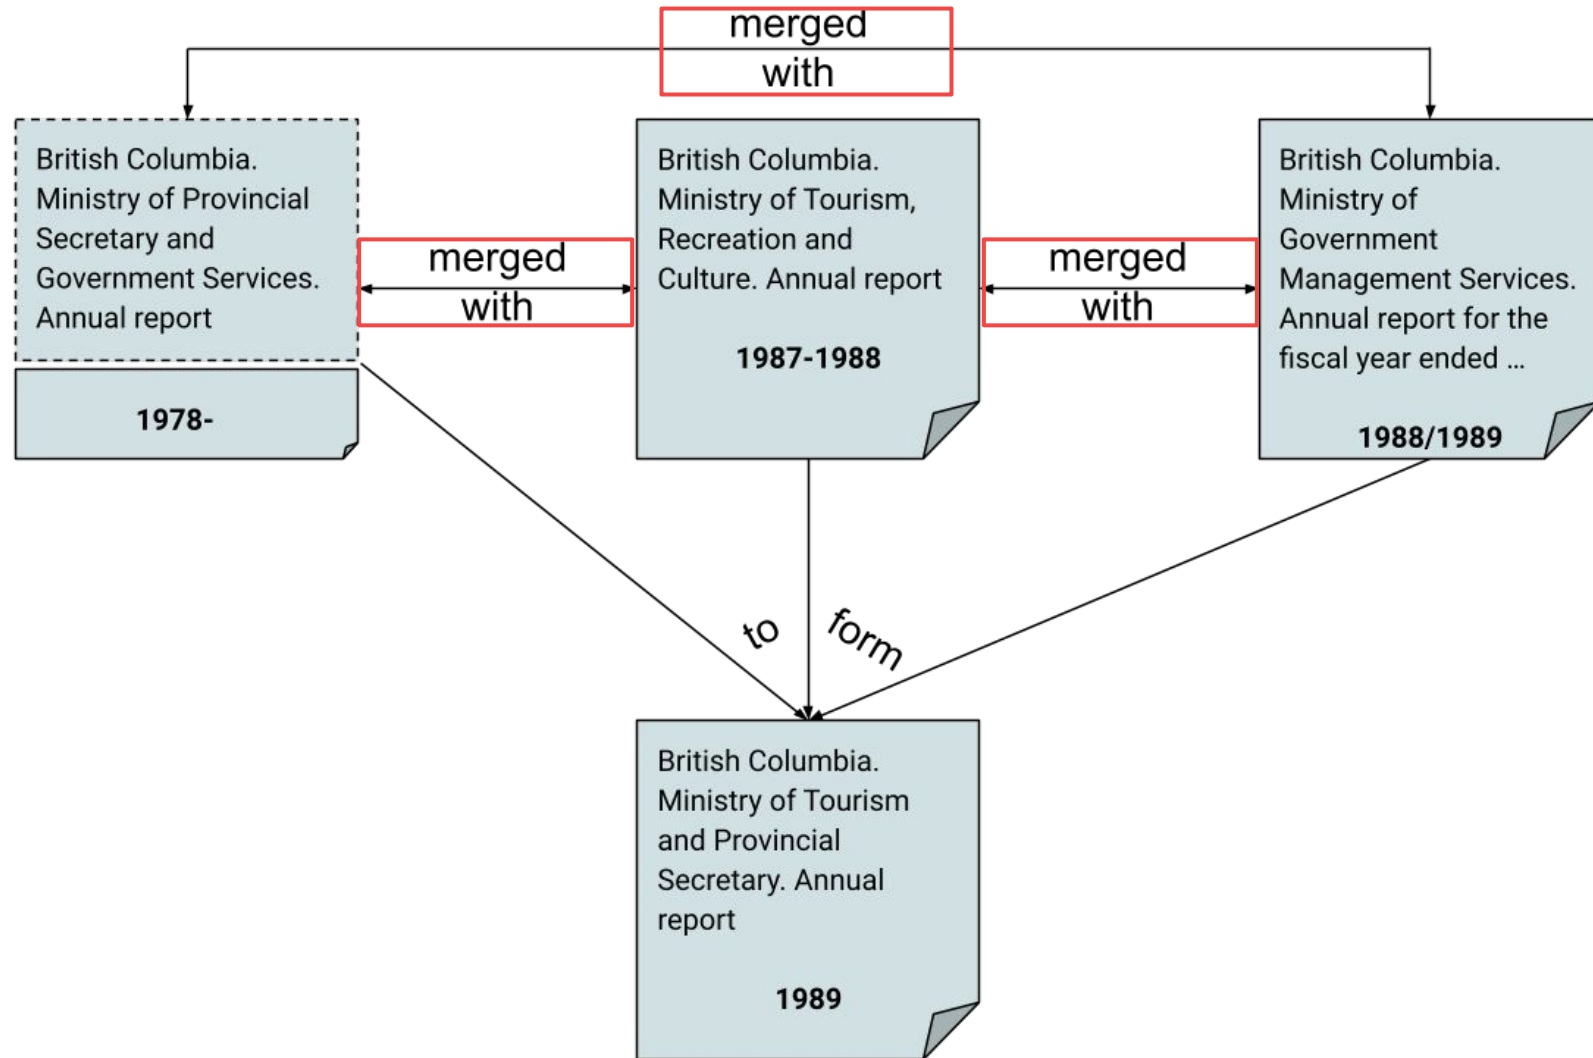 merged
with
British Columbia.
Ministry of Provincial
Secretary and
Government Services.
Annual report
1978-
merged
with
British Columbia.
Ministry of Tourism,
Recreation and
Culture. Annual report
1987-1988
merged
with
British Columbia.
Ministry of
Government
Management Services.
Annual report for the
fiscal year ended ...
1988/1989
to
form
British Columbia.
Ministry of Tourism
and Provincial
Secretary. Annual
report
1989